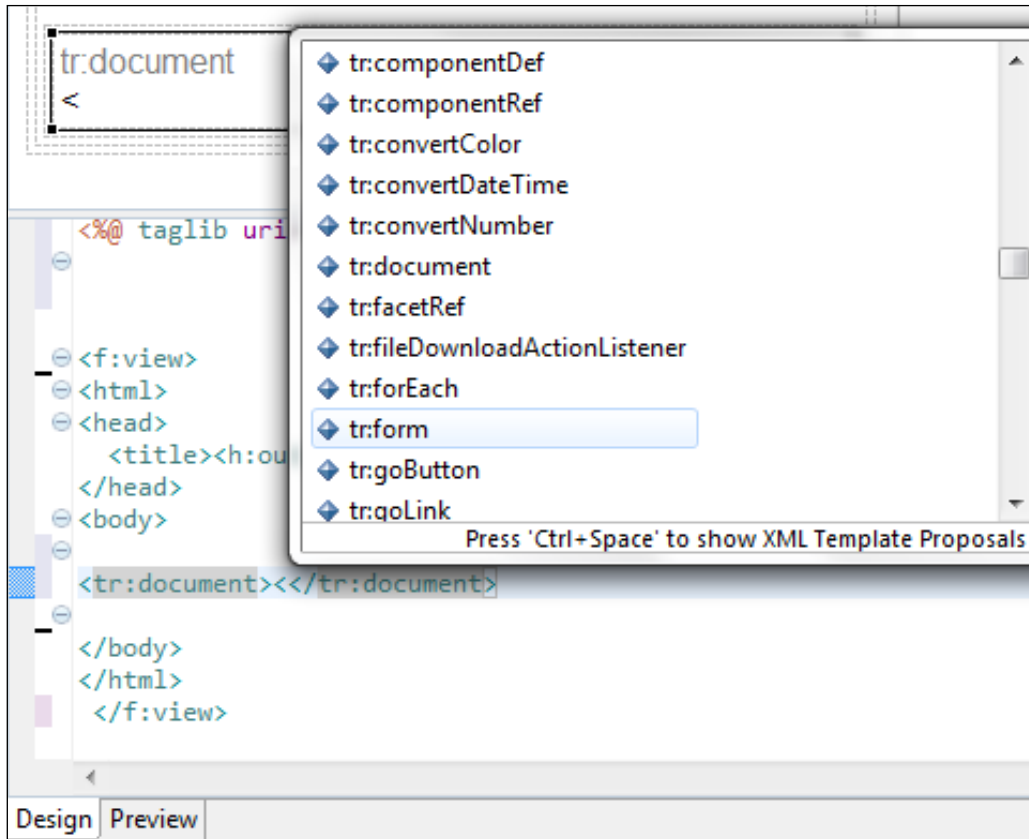 tr:document
<
tr:componentDef
tr:componentRef
tr:convertColor
tr:convertDateTime
tr:convertNumber
tr:document
tr:facetRef
tr:fileDownloadActionListener
tr:forEach
tr:form
tr:goButton
tr:goLink
Press 'Ctrl+Space' to show XML Template Proposals
<%@ taglib uri
<f:view>
<html>
<head>
<title><h:ou
</head>
<body>
<tr:document><</tr:document>
</body>
</html>
</f:view>
Design Preview